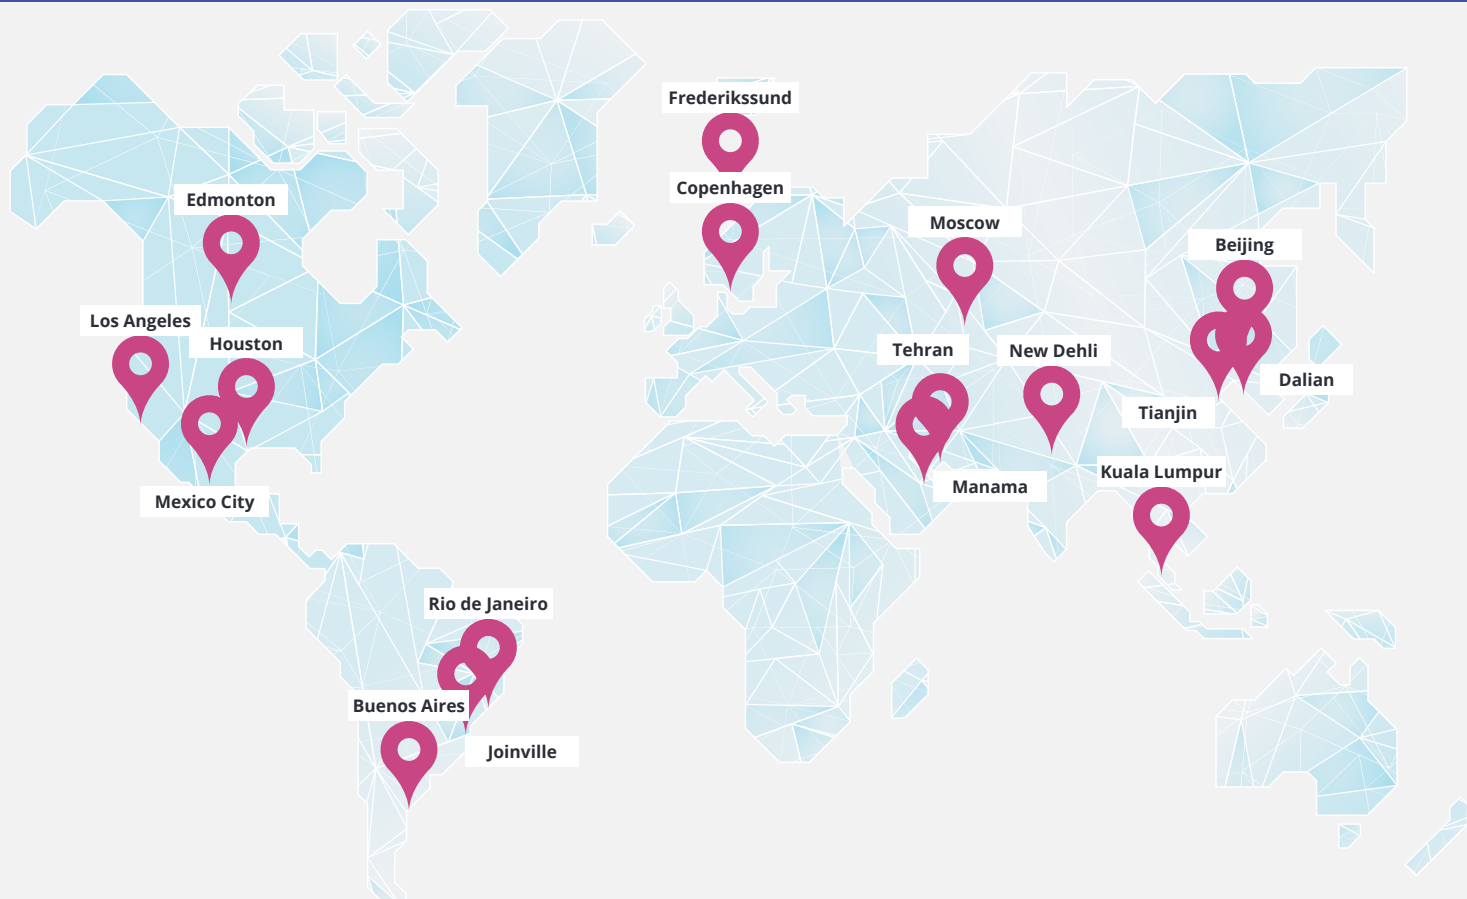 Frederikssund
Copenhagen
Edmonton
Moscow
Beijing
Los Angeles
Houston
Tehran
New Dehli
Dalian
Tianjin
Kuala Lumpur
Manama
Mexico City
Rio de Janeiro
Buenos Aires
Joinville